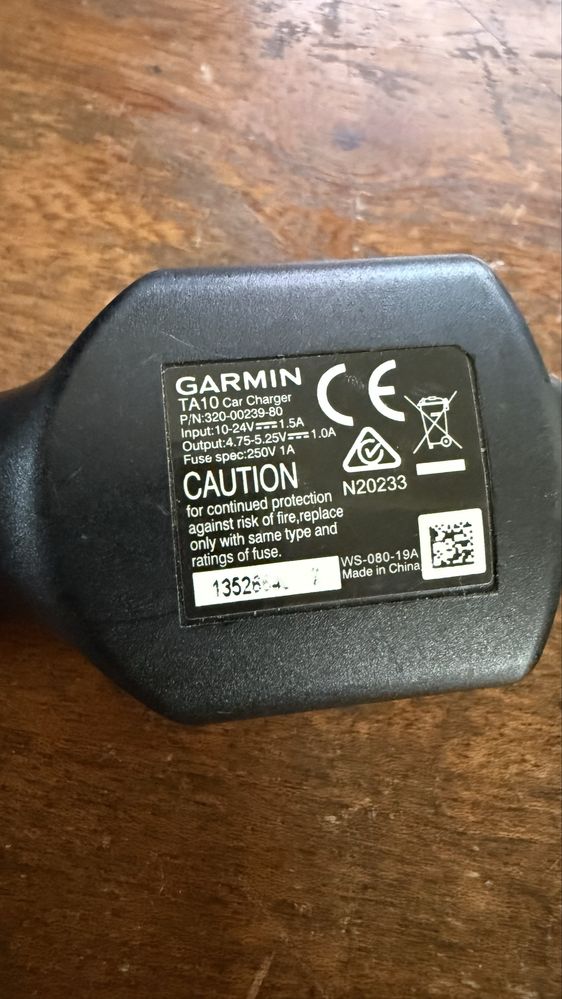 GARMIN
TA10 Car Charger
P/N:320-00239-80
Input:10-24V⎓1.5A
Output:4.75-5.25V⎓1.0A
Fuse spec:250V 1A
CE
N20233
CAUTION
for continued protection
against risk of fire,replace
only with same type and
ratings of fuse.
WS-080-19A
Made in China